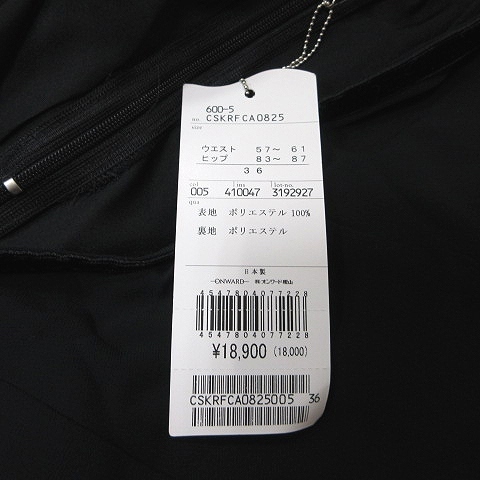 600-5
no. CSKRFCA0825
size
ウエスト 57～ 61
ヒップ 83～ 87
36
col ins lot-no.
005 410047 3192927
qua
表地 ポリエステル 100%
裏地 ポリエステル
日本製
—ONWARD— ㈱オンワード樫山
4547804077228
4547804077228
¥18,900 (18,000)
CSKRFCA0825005 36